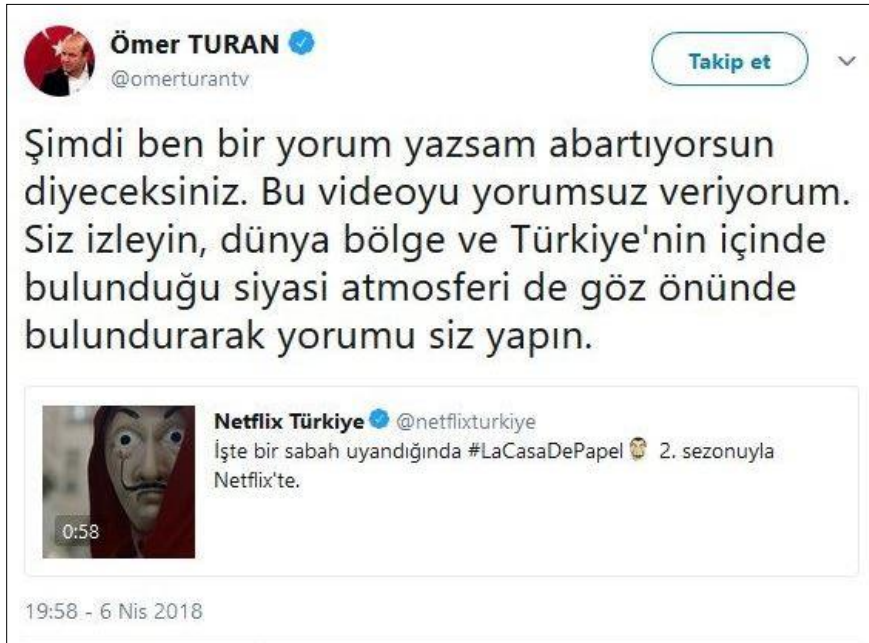 Ömer TURAN
@omerturantv
Takip et
Şimdi ben bir yorum yazsam abartıyorsun
diyeceksiniz. Bu videoyu yorumsuz veriyorum.
Siz izleyin, dünya bölge ve Türkiye'nin içinde
bulunduğu siyasi atmosferi de göz önünde
bulundurarak yorumu siz yapın.
Netflix Türkiye @netflixturkiye
İşte bir sabah uyandığında #LaCasaDePapel 2. sezonuyla
Netflix'te.
0:58
19:58 - 6 Nis 2018